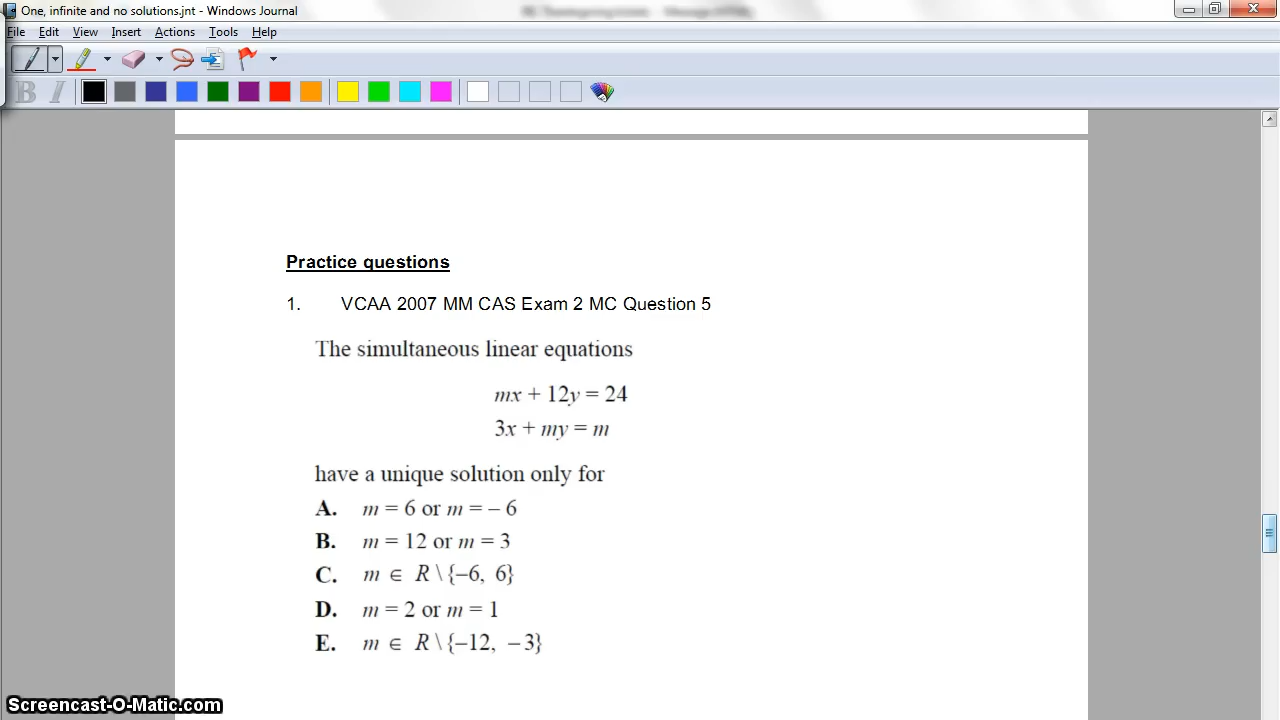 One, infinite and no solutions.jnt - Windows Journal
File Edit View Insert Actions Tools Help
B I
Practice questions
1. VCAA 2007 MM CAS Exam 2 MC Question 5
The simultaneous linear equations
mx + 12y = 24
3x + my = m
have a unique solution only for
A. m = 6 or m = – 6
B. m = 12 or m = 3
C. m ∈ R \ {–6, 6}
D. m = 2 or m = 1
E. m ∈ R \ {–12, – 3}
Screencast-O-Matic.com